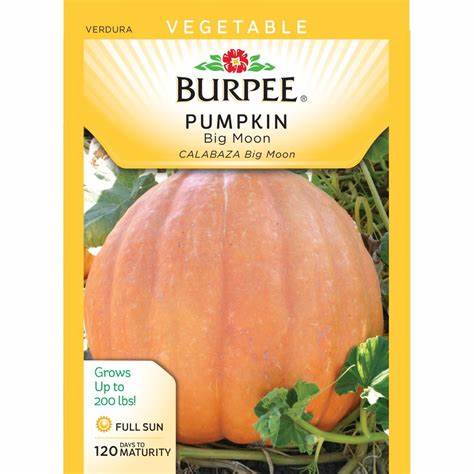 VERDURA VEGETABLE
BURPEE®
PUMPKIN
Big Moon
CALABAZA Big Moon
Grows
Up to
200 lbs!
FULL SUN
120 DAYS TO MATURITY